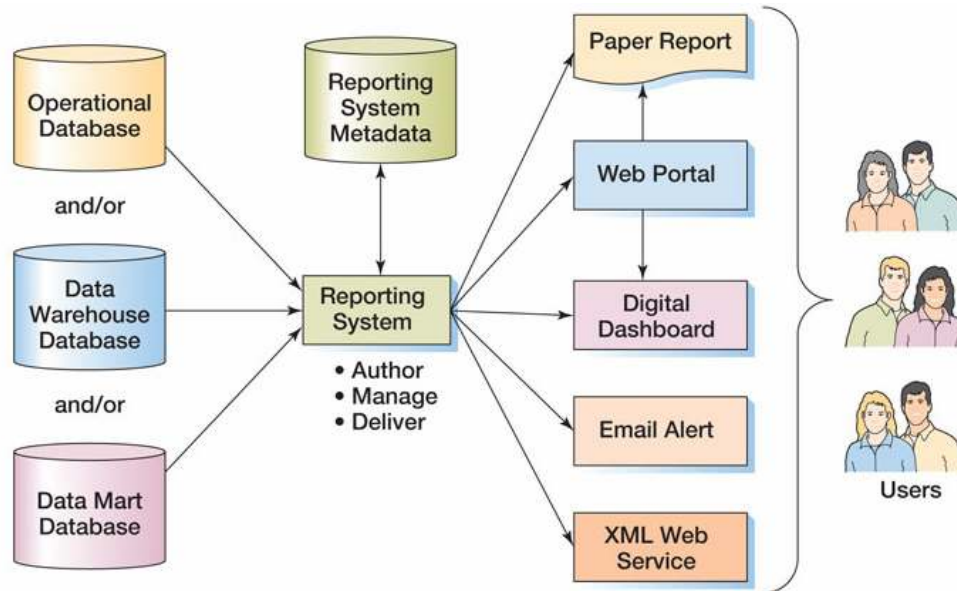 Operational
Database
and/or
Data
Warehouse
Database
and/or
Data Mart
Database
Reporting
System
Metadata
Reporting
System
• Author
• Manage
• Deliver
Paper Report
Web Portal
Digital
Dashboard
Email Alert
XML Web
Service
Users